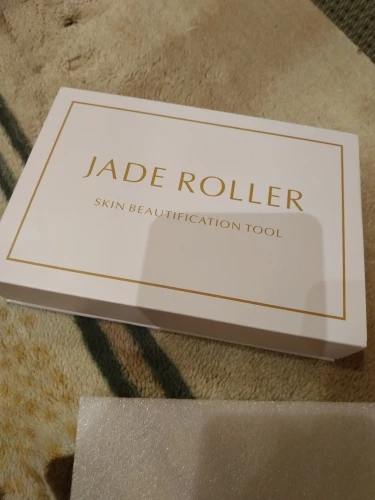 JADE ROLLER
SKIN BEAUTIFICATION TOOL